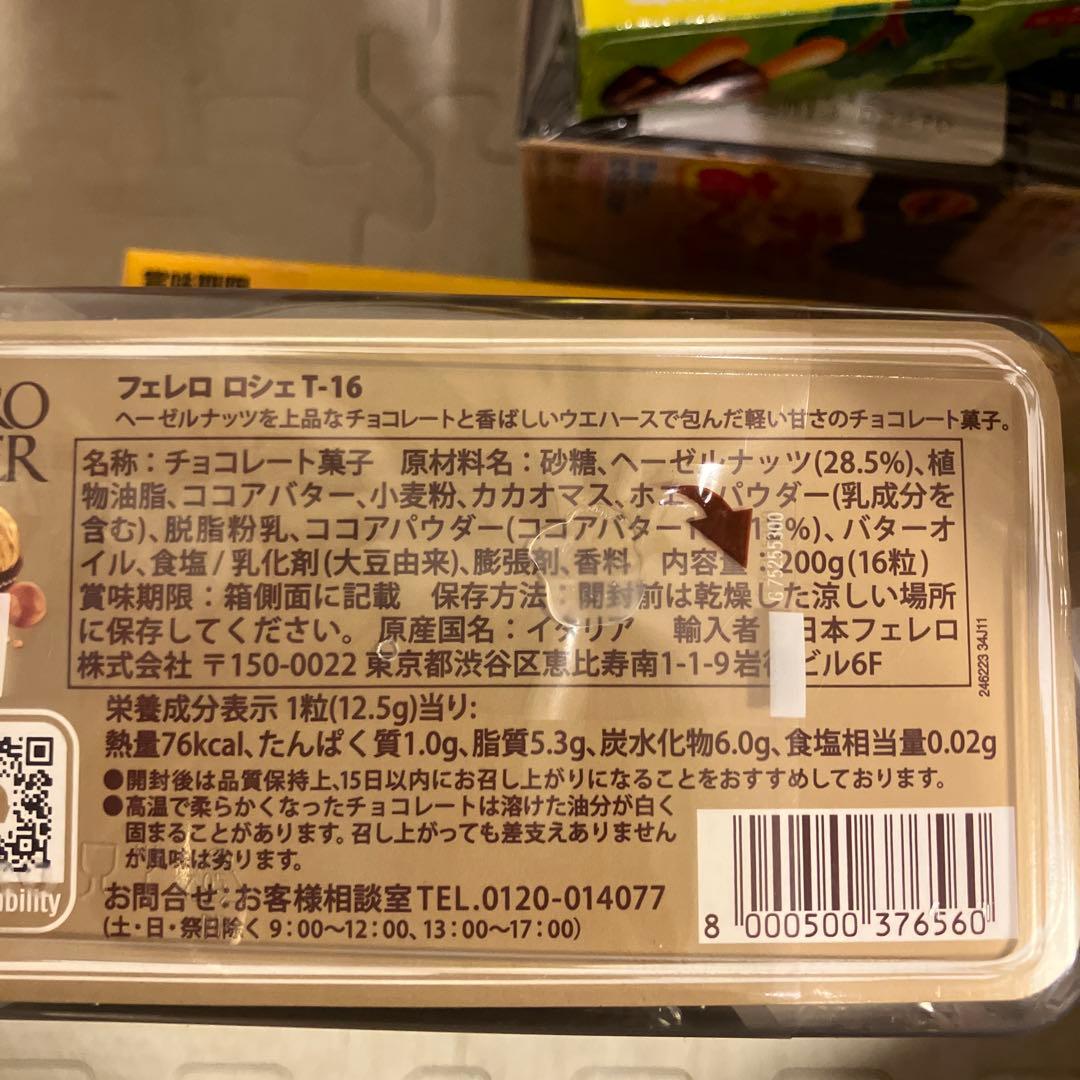 賞味期限
RO
ER
フェレロ ロシェ T-16
ヘーゼルナッツを上品なチョコレートと香ばしいウエハースで包んだ軽い甘さのチョコレート菓子。
名称：チョコレート菓子　原材料名：砂糖、ヘーゼルナッツ(28.5%)、植
物油脂、ココアバター、小麦粉、カカオマス、ホエイパウダー(乳成分を
含む)、脱脂粉乳、ココアパウダー(ココアバター %)、バターオ
イル、食塩/乳化剤(大豆由来)、膨張剤、香料　内容量 200g(16粒)
賞味期限：箱側面に記載　保存方法：開封前は乾燥した涼しい場所
に保存してください。 原産国名：イタリア　輸入者 日本フェレロ
株式会社 〒150-0022 東京都渋谷区恵比寿南1-1-9岩 ビル6F
246223 34J11
栄養成分表示 1粒(12.5g)当り:
熱量76kcal、たんぱく質1.0g、脂質5.3g、炭水化物6.0g、食塩相当量0.02g
●開封後は品質保持上、15日以内にお召し上がりになることをおすすめしております。
●高温で柔らかくなったチョコレートは溶けた油分が白く
固まることがあります。召し上がっても差支えありません
が風味は劣ります。
お問合せ：お客様相談室 TEL.0120-014077
(土・日・祭日除く 9：00〜12：00、13：00〜17：00)
8 000500 376560